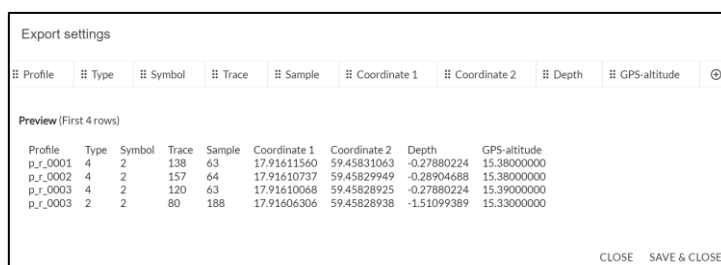 Export settings
Profile Type Symbol Trace Sample Coordinate 1 Coordinate 2 Depth GPS-altitude
Preview (First 4 rows)
Profile Type Symbol Trace Sample Coordinate 1 Coordinate 2 Depth GPS-altitude
p_r_0001 4 2 138 63 17.91611560 59.45831063 -0.27880224 15.38000000
p_r_0002 4 2 157 64 17.91610737 59.45829949 -0.28904688 15.38000000
p_r_0003 4 2 120 63 17.91610068 59.45828925 -0.27880224 15.39000000
p_r_0003 2 2 80 188 17.91606306 59.45828938 -1.51099389 15.33000000
CLOSE SAVE & CLOSE